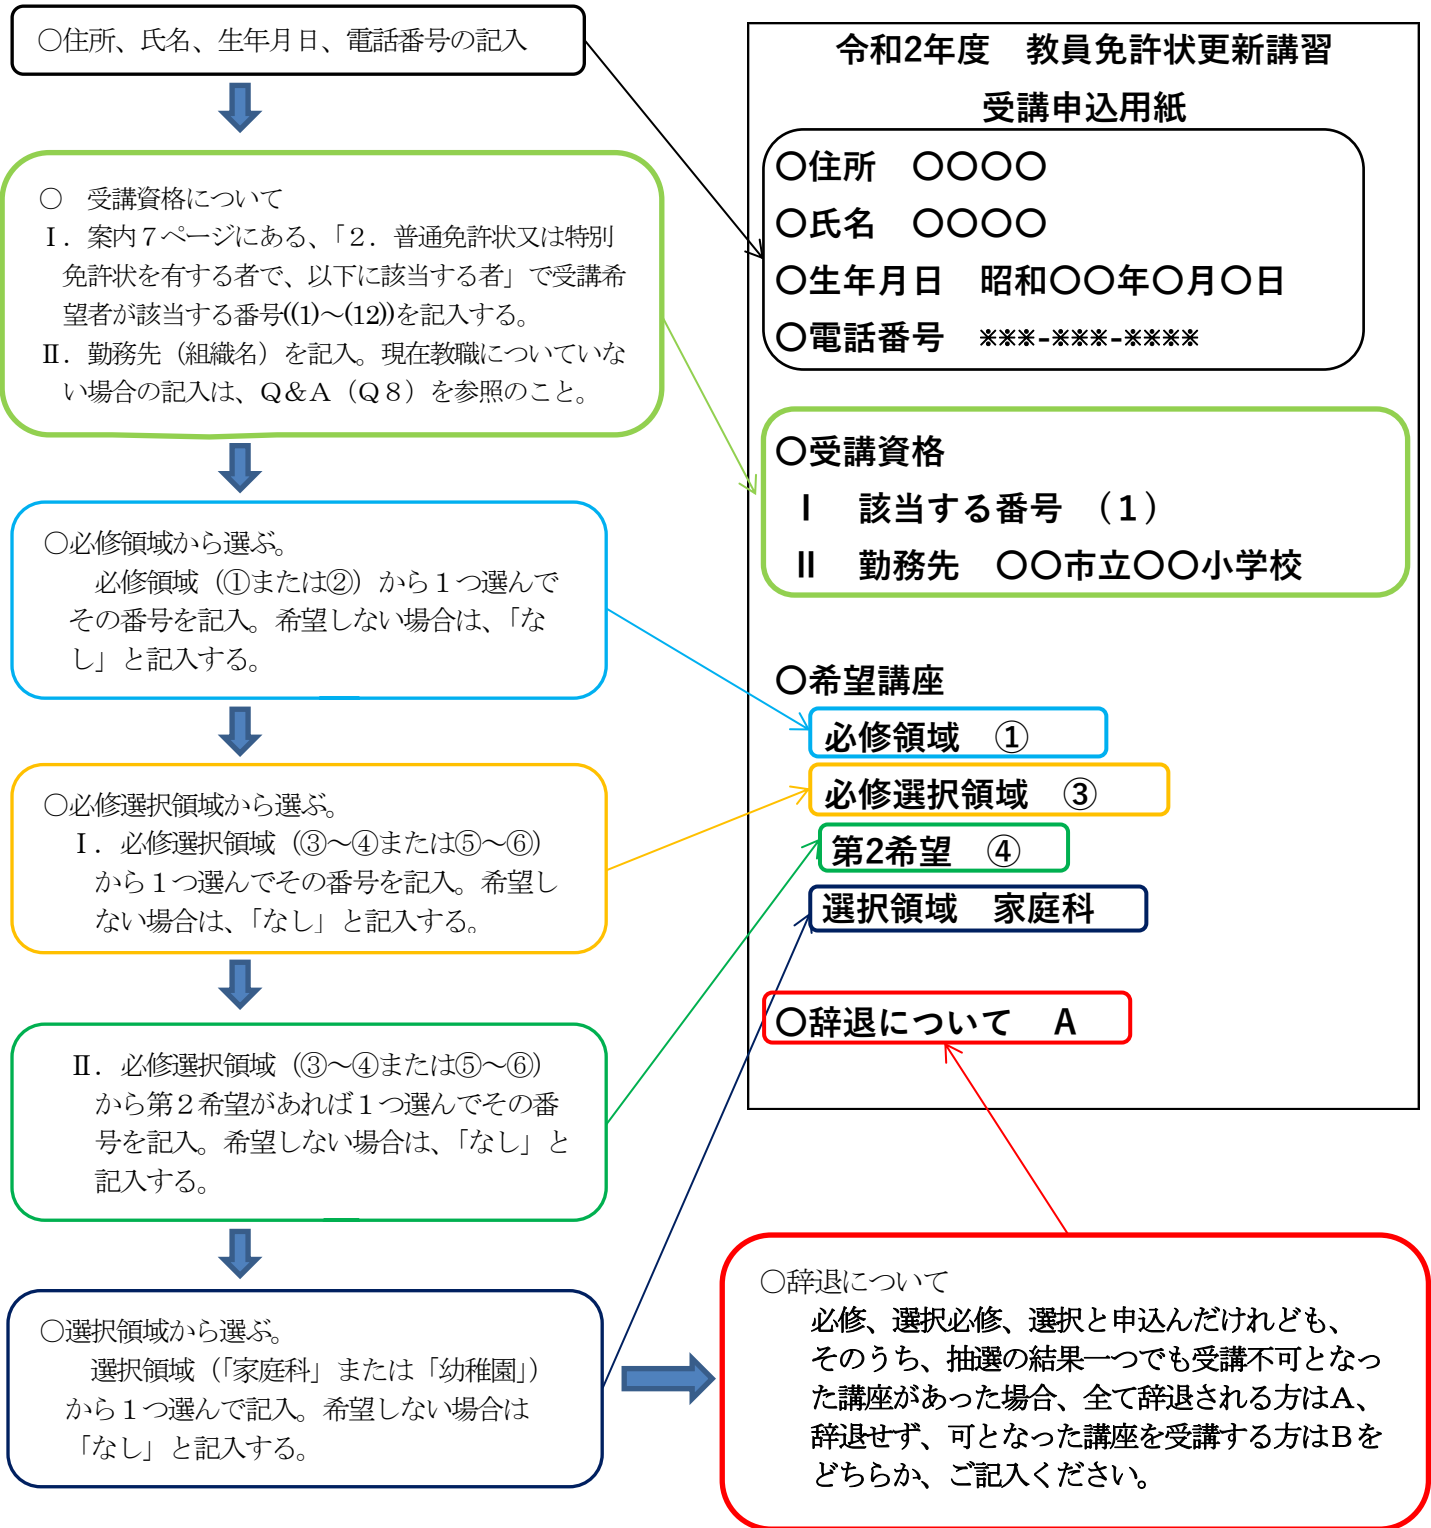 ○住所、氏名、生年月日、電話番号の記入
○　受講資格について
Ⅰ．案内７ページにある、「２．普通免許状又は特別
免許状を有する者で、以下に該当する者」で受講希
望者が該当する番号((1)～(12))を記入する。
Ⅱ．勤務先（組織名）を記入。現在教職についていな
い場合の記入は、Ｑ＆Ａ（Ｑ８）を参照のこと。
○必修領域から選ぶ。
必修領域（①または②）から１つ選んで
その番号を記入。希望しない場合は、「な
し」と記入する。
○必修選択領域から選ぶ。
Ⅰ．必修選択領域（③～④または⑤～⑥）
から１つ選んでその番号を記入。希望し
ない場合は、「なし」と記入する。
Ⅱ．必修選択領域（③～④または⑤～⑥）
から第２希望があれば１つ選んでその番
号を記入。希望しない場合は、「なし」と
記入する。
○選択領域から選ぶ。
選択領域（「家庭科」または「幼稚園」）
から１つ選んで記入。希望しない場合は
「なし」と記入する。
令和2年度　教員免許状更新講習
受講申込用紙
○住所　○○○○
○氏名　○○○○
○生年月日　昭和○○年○月○日
○電話番号　※※※-※※※-※※※※
○受講資格
Ⅰ　該当する番号　（１）
Ⅱ　勤務先　○○市立○○小学校
○希望講座
必修領域　①
必修選択領域　③
第2希望　④
選択領域　家庭科
○辞退について　A
○辞退について
必修、選択必修、選択と申込んだけれども、
そのうち、抽選の結果一つでも受講不可となっ
た講座があった場合、全て辞退される方はＡ、
辞退せず、可となった講座を受講する方はＢを
どちらか、ご記入ください。